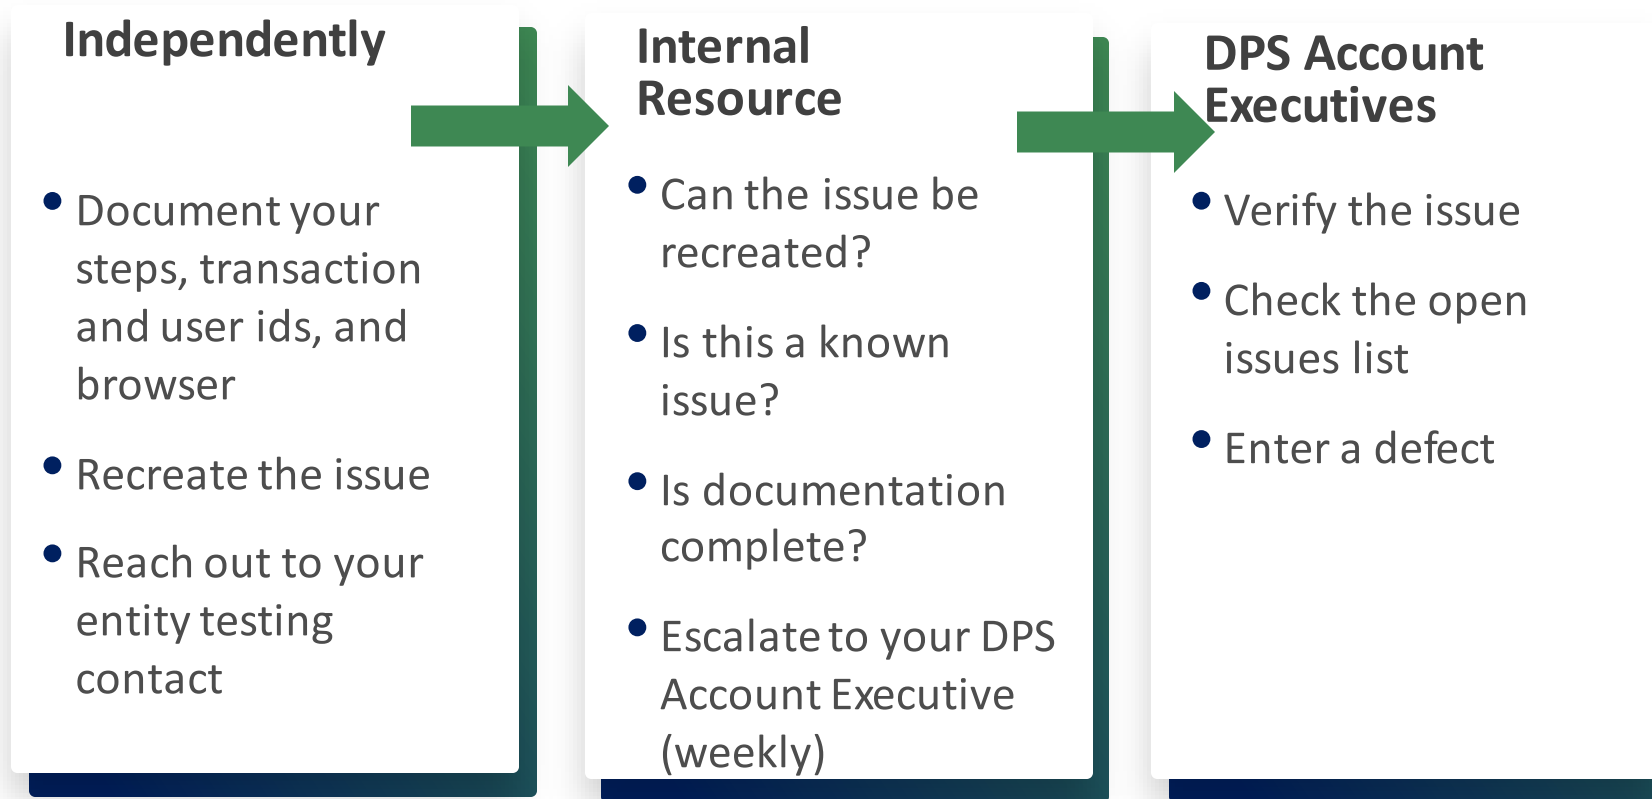 Independently
Document your
steps, transaction
and user ids, and
browser
Recreate the issue
Reach out to your
entity testing
contact
Internal
Resource
Can the issue be
recreated?
Is this a known
issue?
Is documentation
complete?
Escalate to your DPS
Account Executive
(weekly)
DPS Account
Executives
Verify the issue
Check the open
issues list
Enter a defect